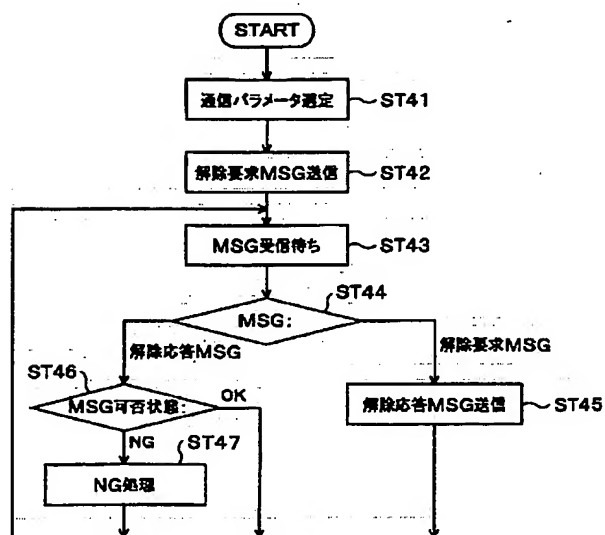 START
通信パラメータ選定
ST41
解除要求MSG送信
ST42
MSG受信待ち
ST43
ST44
MSG:
解除応答MSG
解除要求MSG
ST46
MSG可否状態:
OK
解除応答MSG送信
ST45
NG
ST47
NG処理